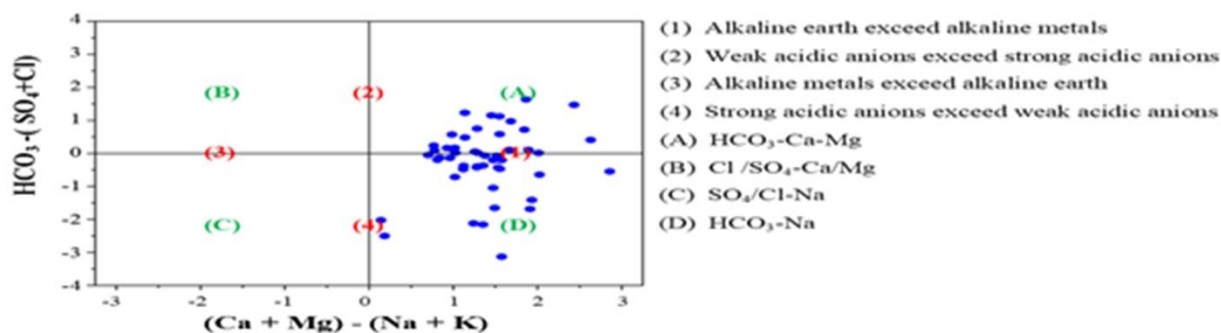 4
3
2
1
0
-1
-2
-3
-4
HCO₃-(SO₄+Cl)
(B)
(2)
(A)
(3)
(1)
(C)
(4)
(D)
-3
-2
-1
0
1
2
3
(Ca + Mg) - (Na + K)
(1) Alkaline earth exceed alkaline metals
(2) Weak acidic anions exceed strong acidic anions
(3) Alkaline metals exceed alkaline earth
(4) Strong acidic anions exceed weak acidic anions
(A) HCO₃-Ca-Mg
(B) Cl /SO₄-Ca/Mg
(C) SO₄/Cl-Na
(D) HCO₃-Na